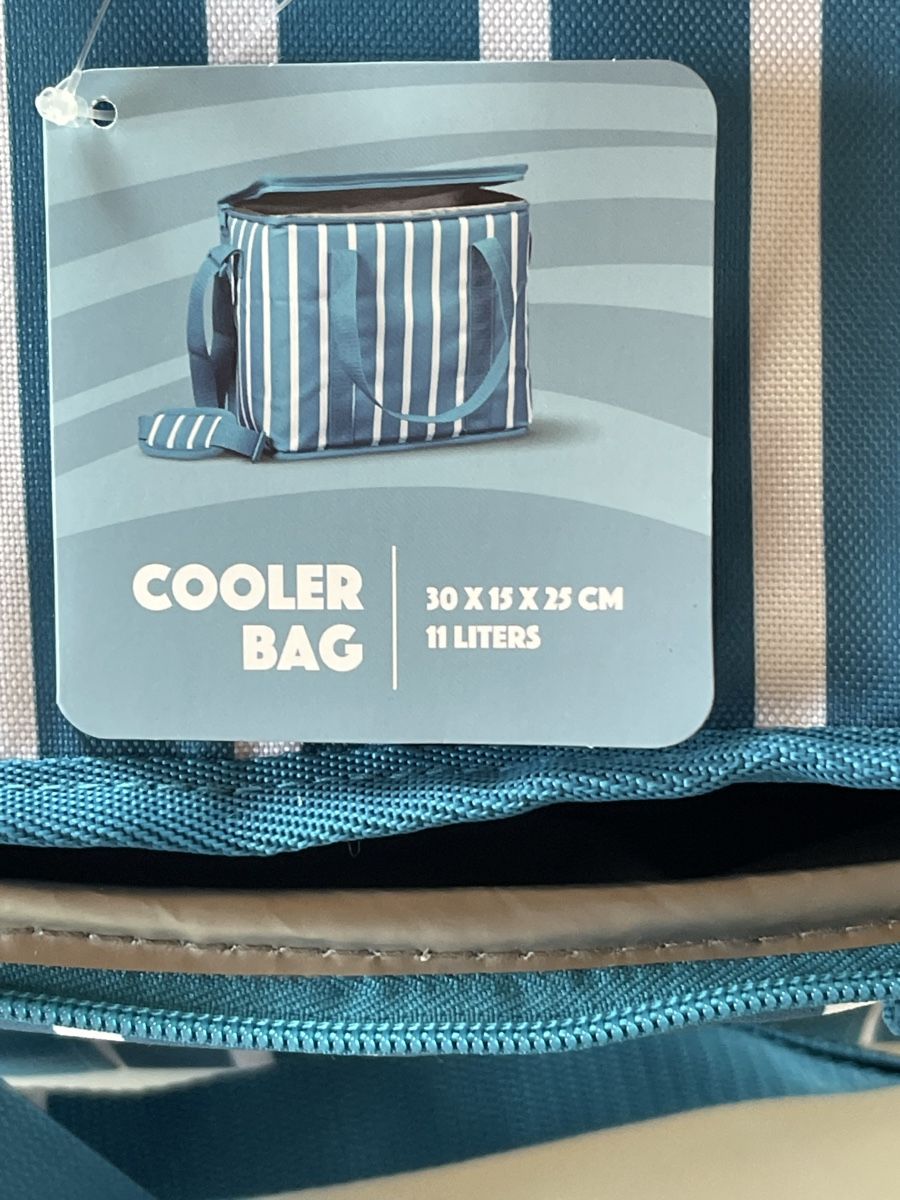 COOLER
BAG
30 X 15 X 25 CM
11 LITERS